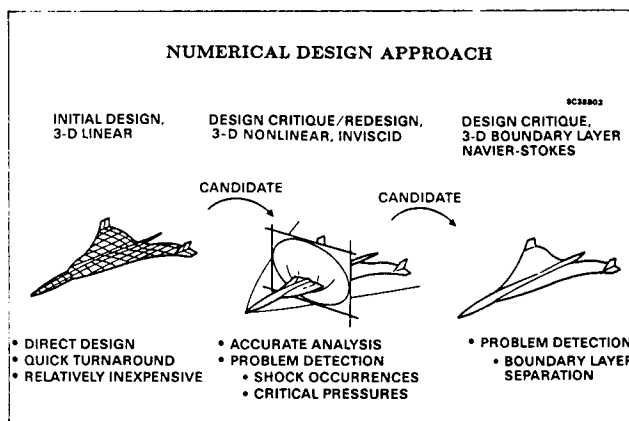 NUMERICAL DESIGN APPROACH
SC38803
INITIAL DESIGN,
3-D LINEAR
DESIGN CRITIQUE/REDESIGN,
3-D NONLINEAR, INVISCID
DESIGN CRITIQUE,
3-D BOUNDARY LAYER
NAVIER-STOKES
CANDIDATE
CANDIDATE
• DIRECT DESIGN
• QUICK TURNAROUND
• RELATIVELY INEXPENSIVE
• ACCURATE ANALYSIS
• PROBLEM DETECTION
• SHOCK OCCURRENCES
• CRITICAL PRESSURES
• PROBLEM DETECTION
• BOUNDARY LAYER
SEPARATION